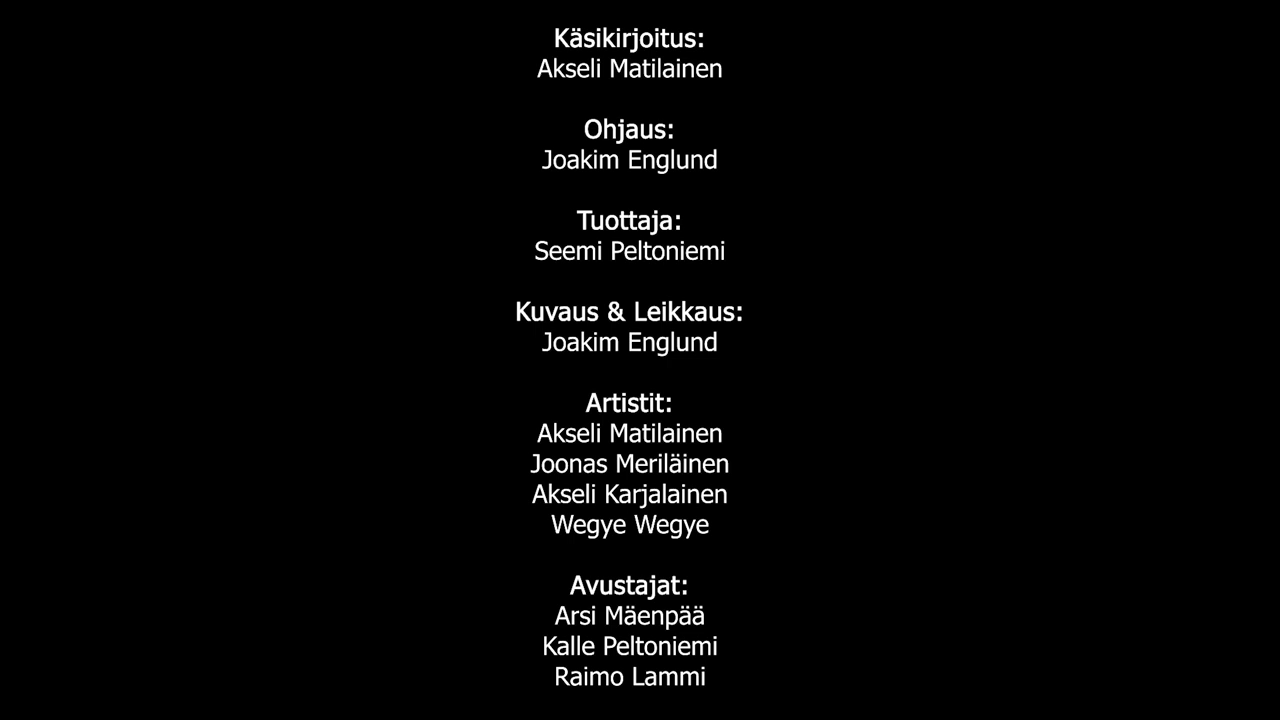 Käsikirjoitus:
Akseli Matilainen
Ohjaus:
Joakim Englund
Tuottaja:
Seemi Peltoniemi
Kuvaus & Leikkaus:
Joakim Englund
Artistit:
Akseli Matilainen
Joonas Meriläinen
Akseli Karjalainen
Wegye Wegye
Avustajat:
Arsi Mäenpää
Kalle Peltoniemi
Raimo Lammi